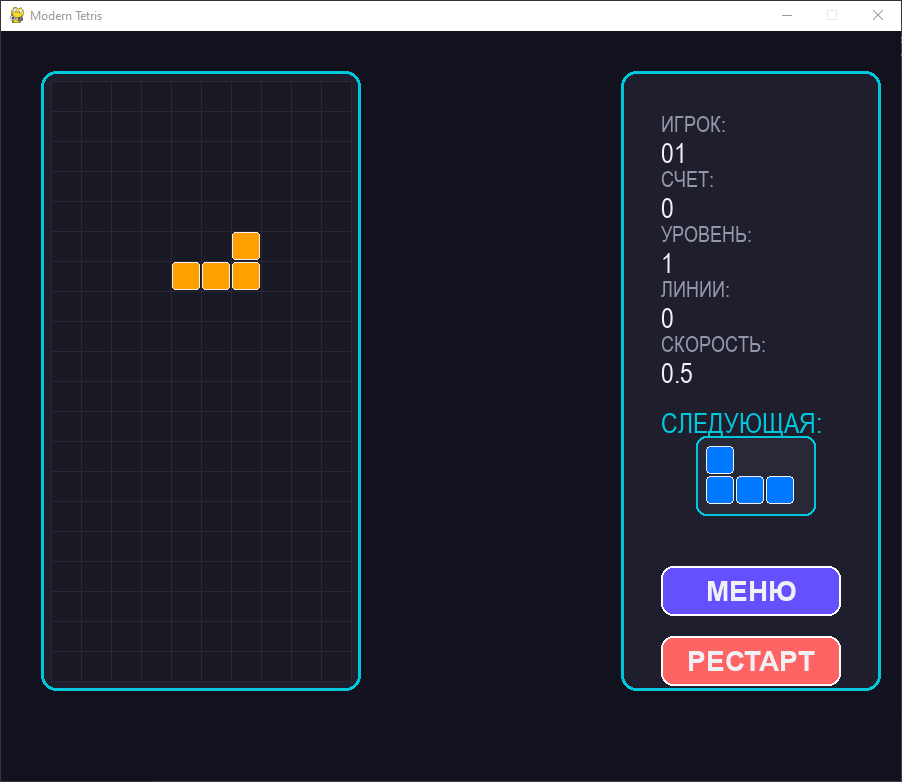 Modern Tetris
ИГРОК:
01
СЧЕТ:
0
УРОВЕНЬ:
1
ЛИНИИ:
0
СКОРОСТЬ:
0.5
СЛЕДУЮЩАЯ:
МЕНЮ
РЕСТАРТ